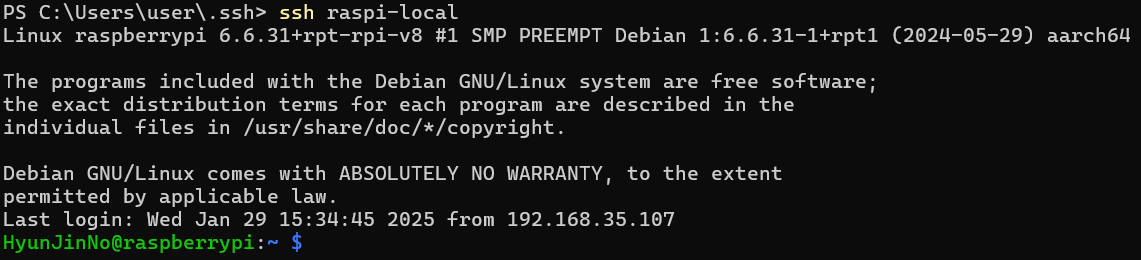 PS C:\Users\user\.ssh> ssh raspi-local
Linux raspberrypi 6.6.31+rpt-rpi-v8 #1 SMP PREEMPT Debian 1:6.6.31-1+rpt1 (2024-05-29) aarch64

The programs included with the Debian GNU/Linux system are free software;
the exact distribution terms for each program are described in the
individual files in /usr/share/doc/*/copyright.

Debian GNU/Linux comes with ABSOLUTELY NO WARRANTY, to the extent
permitted by applicable law.
Last login: Wed Jan 29 15:34:45 2025 from 192.168.35.107
HyunJinNo@raspberrypi:~ $